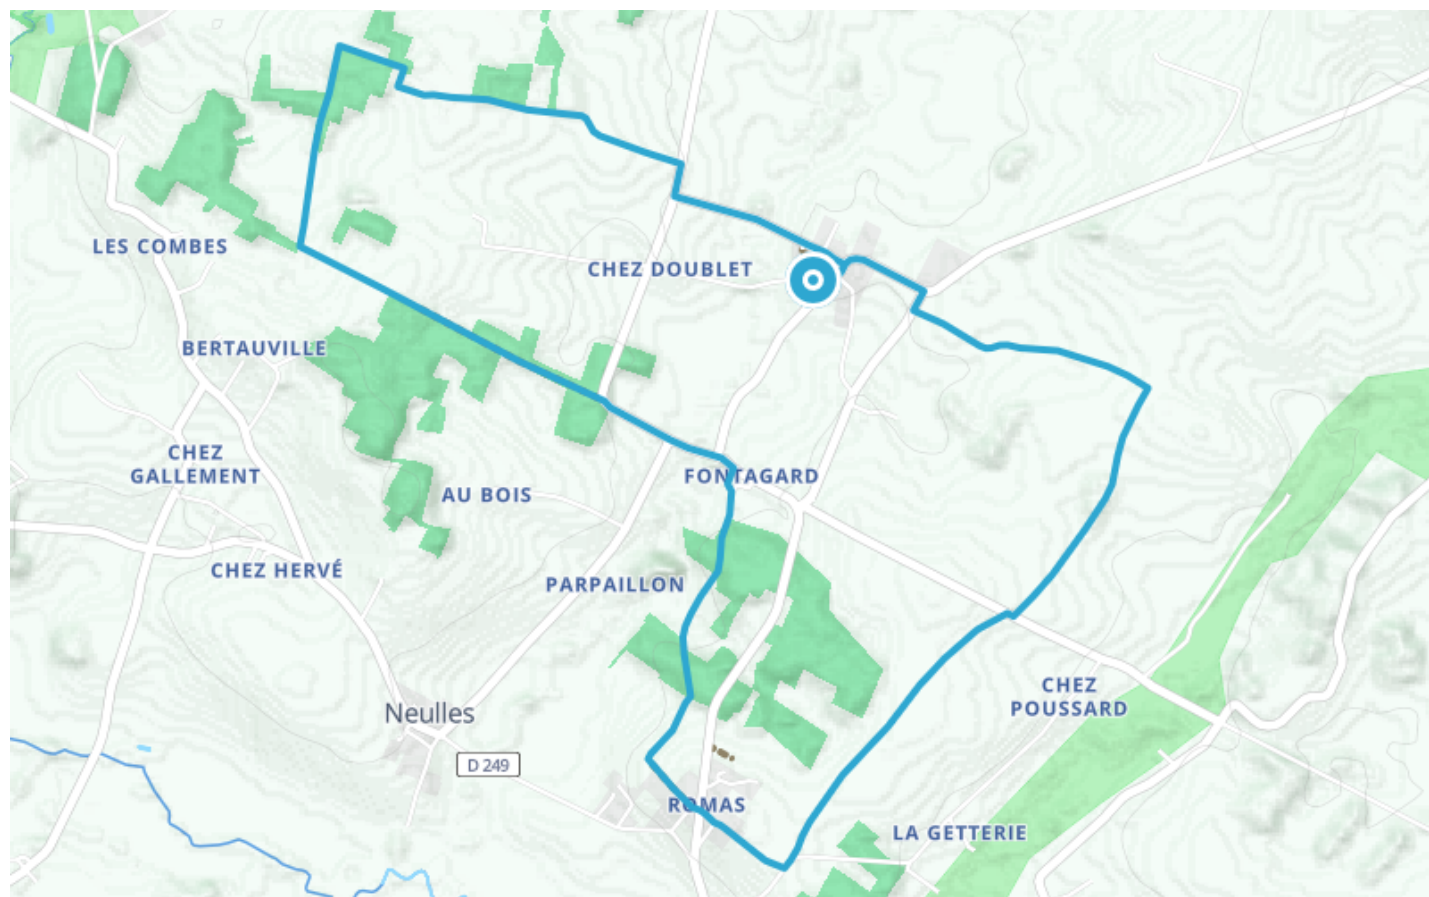 LES COMBES
CHEZ DOUBLET
BERTAUVILLE
CHEZ
GALLEMENT
AU BOIS
FONTAGARD
CHEZ HERVÉ
PARPAILLON
CHEZ
POUSSARD
Neulles
D 249
ROMAS
LA GETTERIE